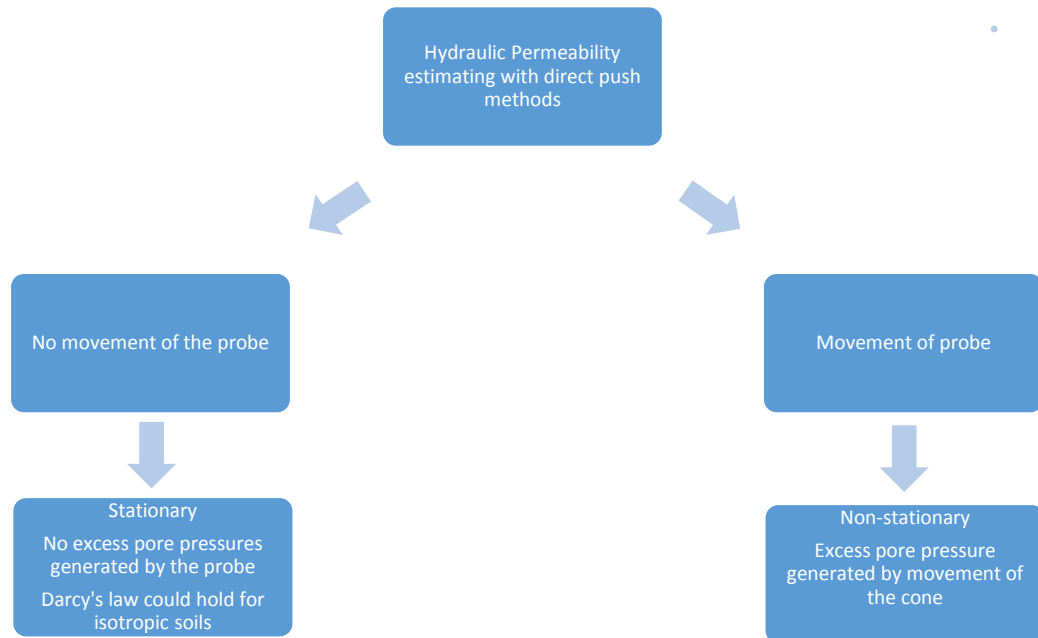 Hydraulic Permeability
estimating with direct push
methods
No movement of the probe
Movement of probe
Stationary
No excess pore pressures
generated by the probe
Darcy's law could hold for
isotropic soils
Non-stationary
Excess pore pressure
generated by movement of
the cone